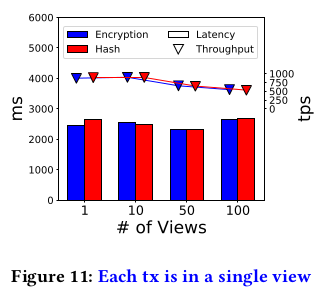 6000
5000
4000
3000
2000
1000
0
ms
Encryption
Hash
Latency
Throughput
1000
750
500
250
0
tps
1 10 50 100
# of Views
Figure 11: Each tx is in a single view